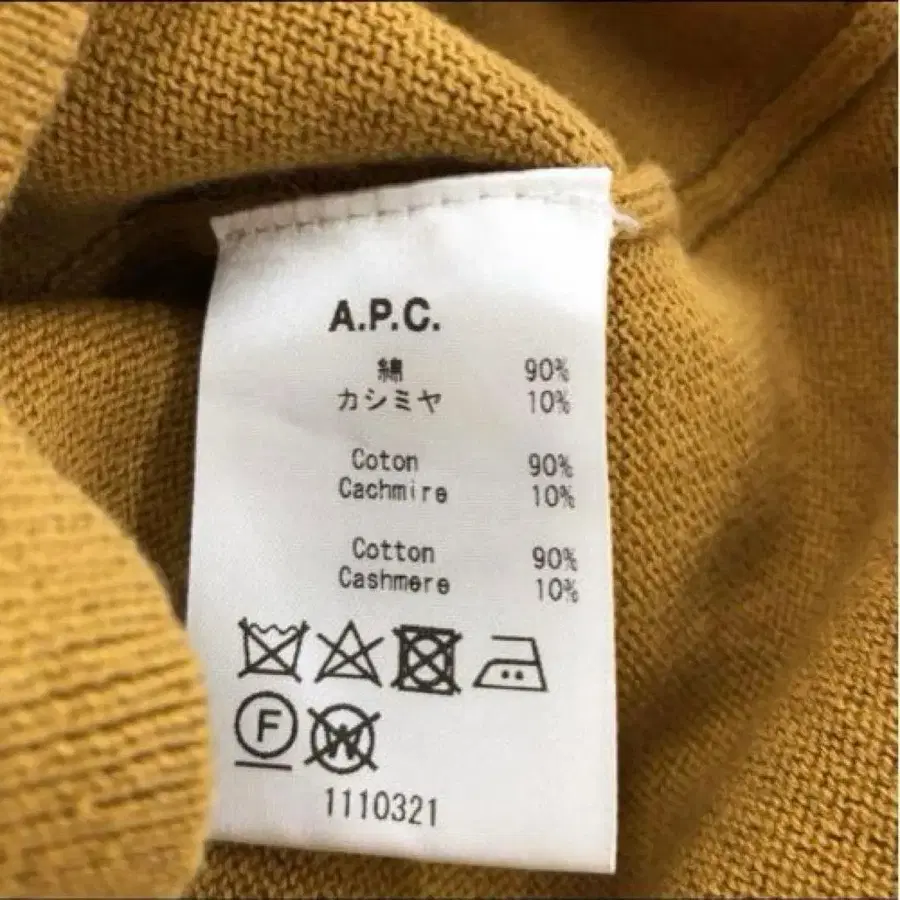 A.P.C.
綿 90%
カシミヤ 10%
Coton 90%
Cachmire 10%
Cotton 90%
Cashmere 10%
F W
1110321